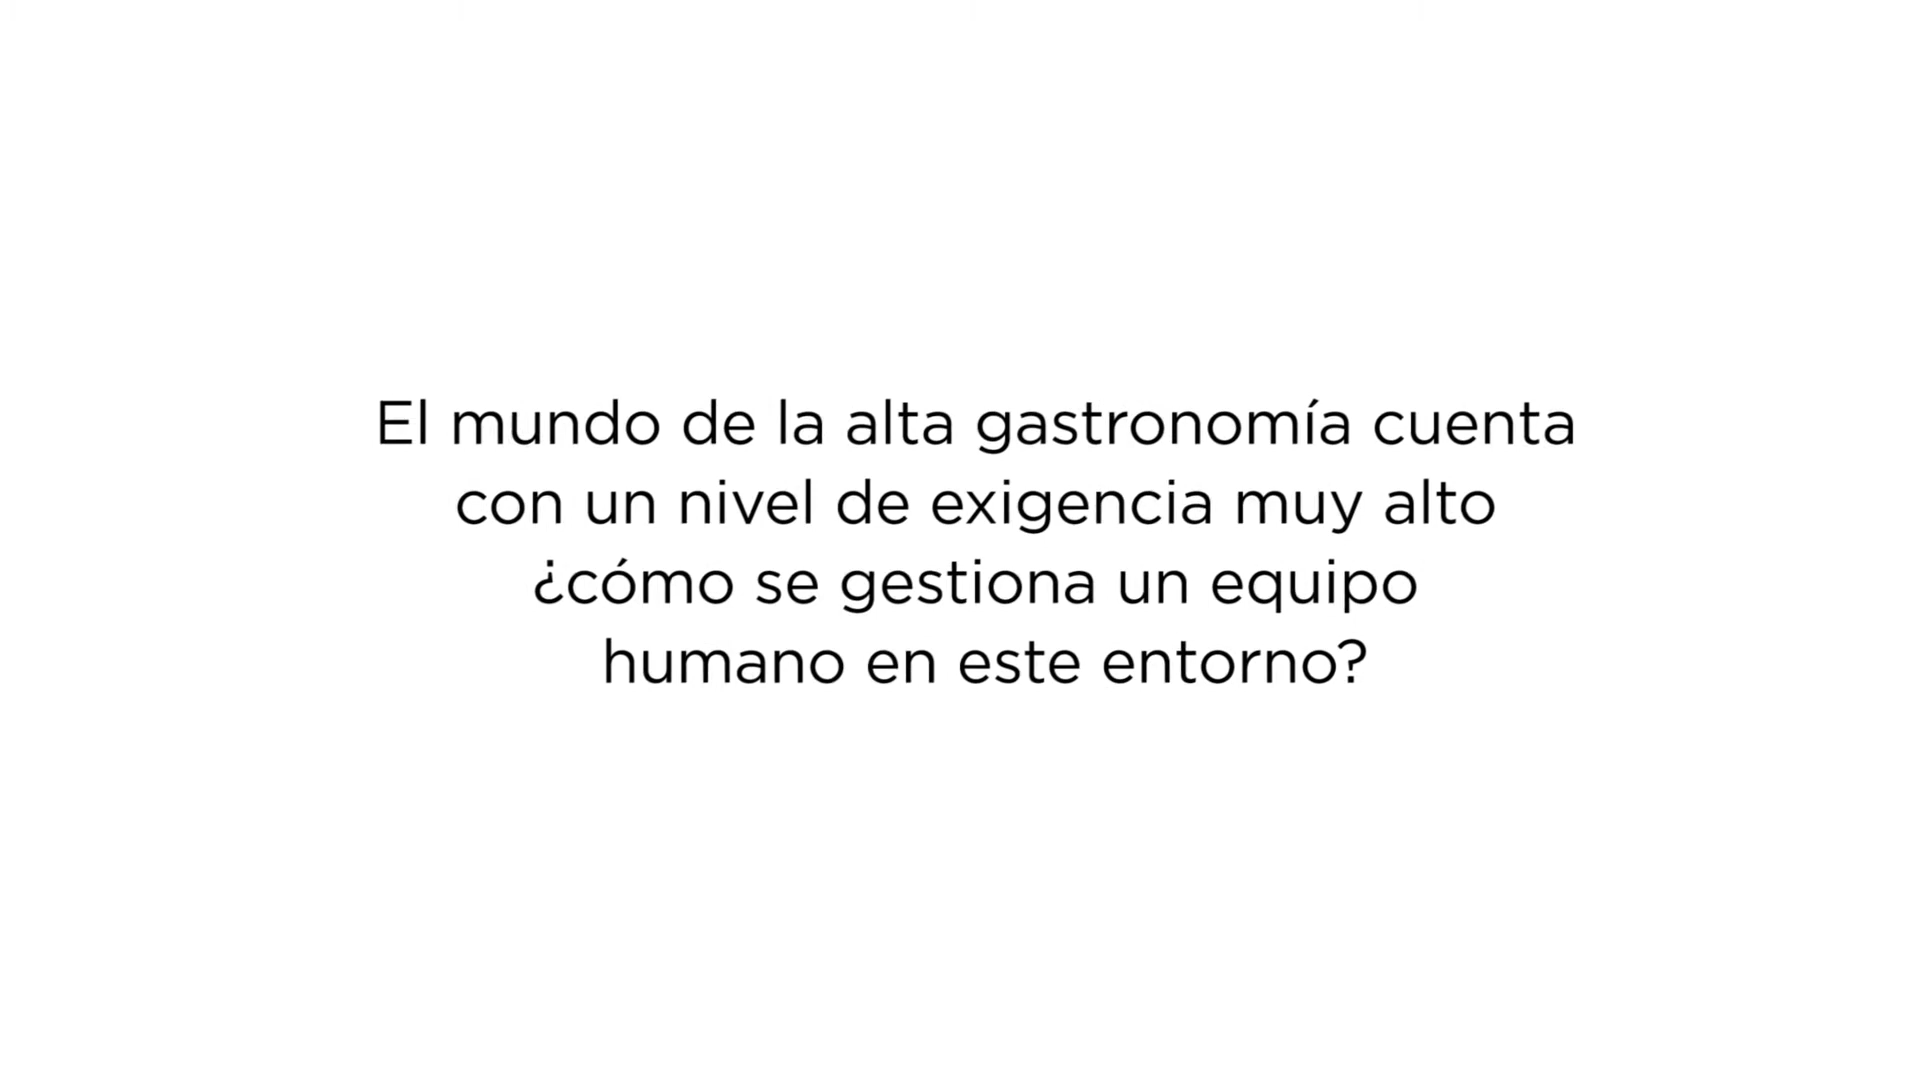 El mundo de la alta gastronomía cuenta
con un nivel de exigencia muy alto
¿cómo se gestiona un equipo
humano en este entorno?